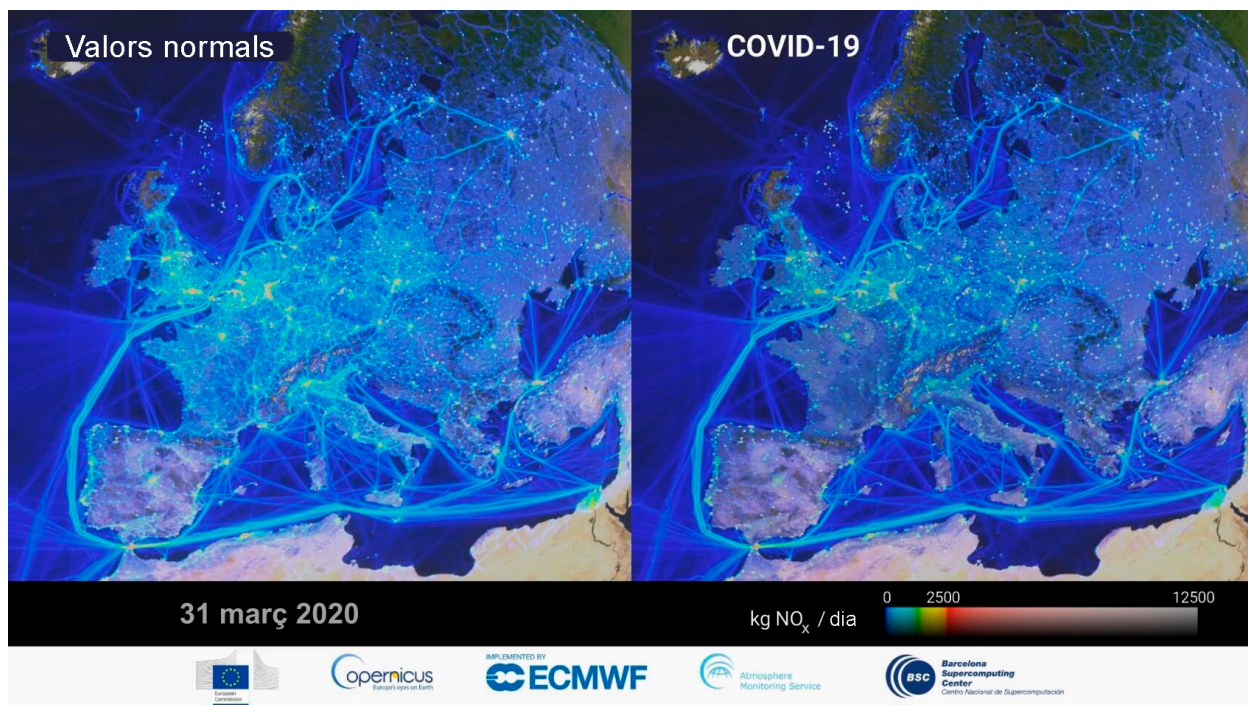 Valors normals
COVID-19
31 març 2020
kg NOx / dia
0 2500 12500
European
Commission
Copernicus
Europe's eyes on Earth
IMPLEMENTED BY
ECMWF
Atmosphere
Monitoring Service
BSC
Barcelona
Supercomputing
Center
Centro Nacional de Supercomputación